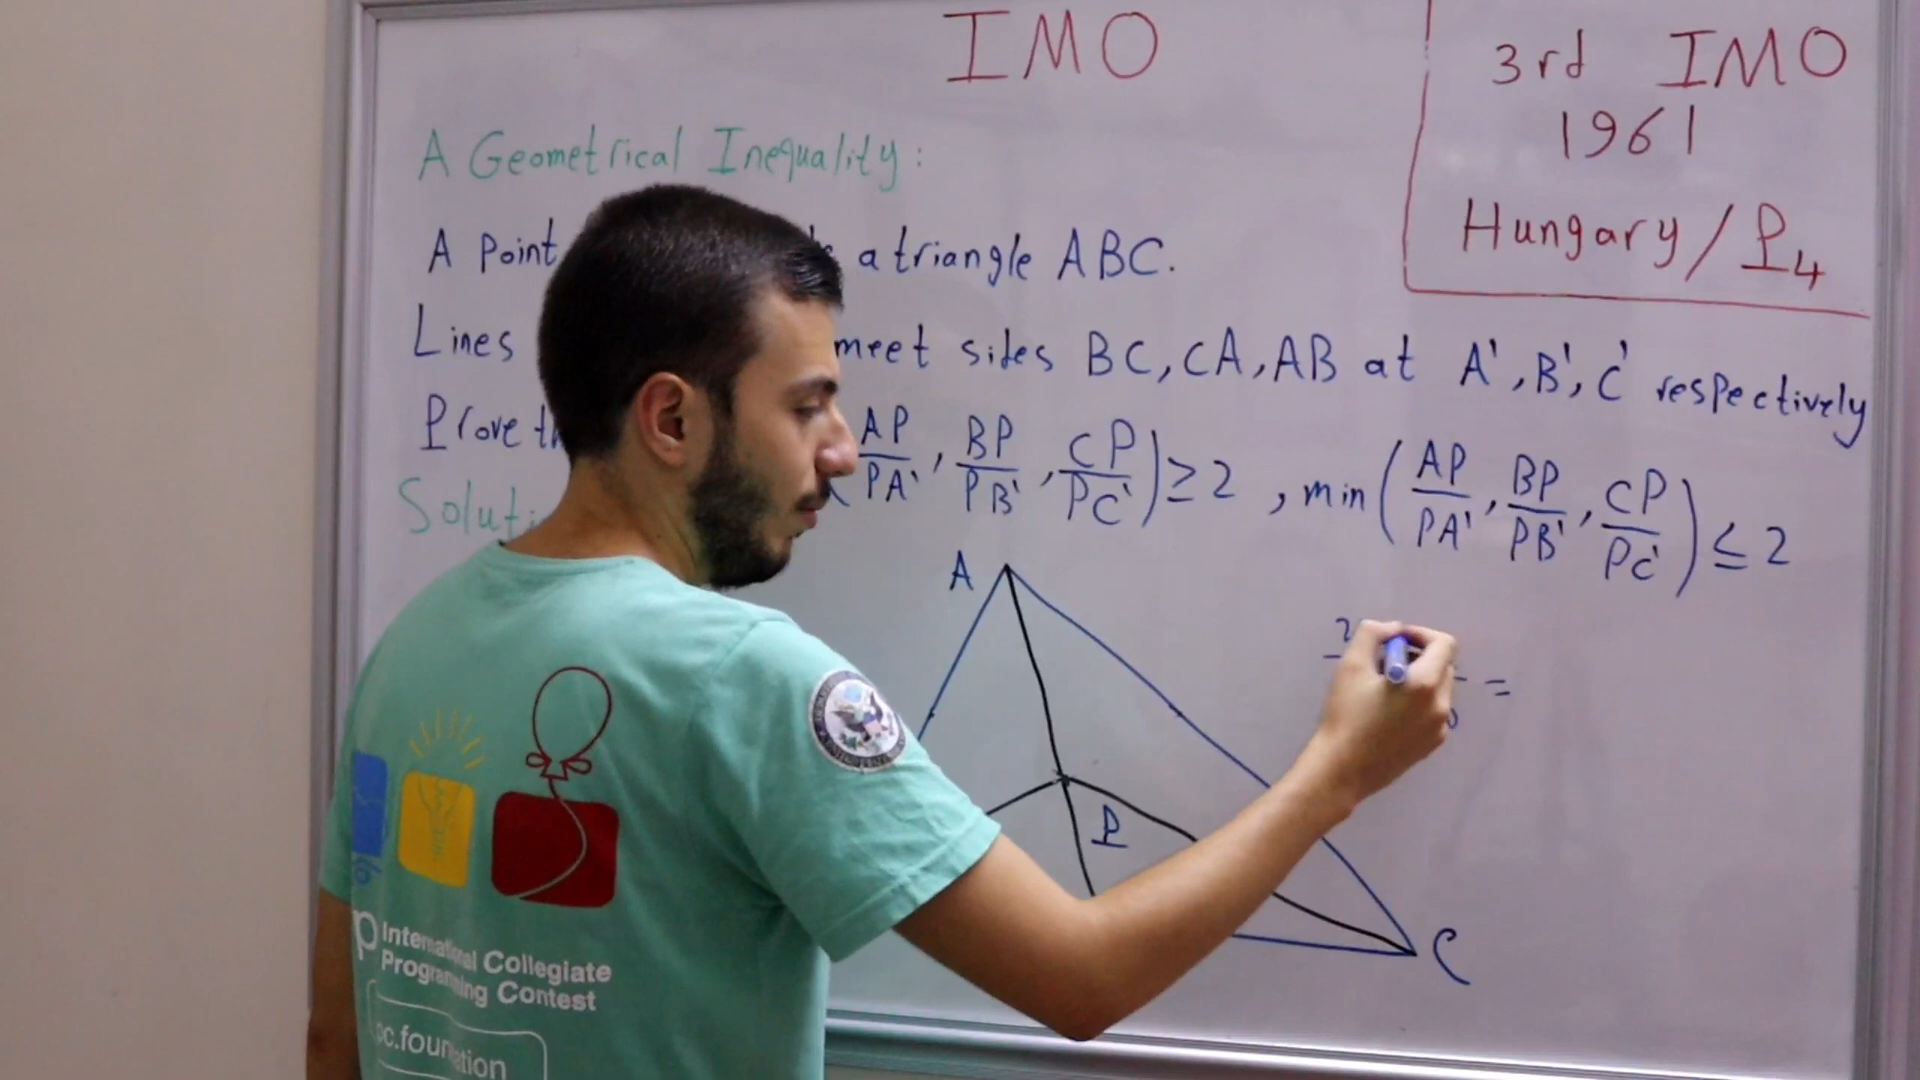 IMO
3rd IMO
1961
Hungary / P4
A Geometrical Inequality:
A Point a triangle ABC.
Lines meet sides BC, CA, AB at A', B', C' respectively
Prove (AP/PA', BP/PB', CP/PC') ≥ 2, min (AP/PA', BP/PB', CP/PC') ≤ 2
A
P
C
=
International Collegiate
Programming Contest